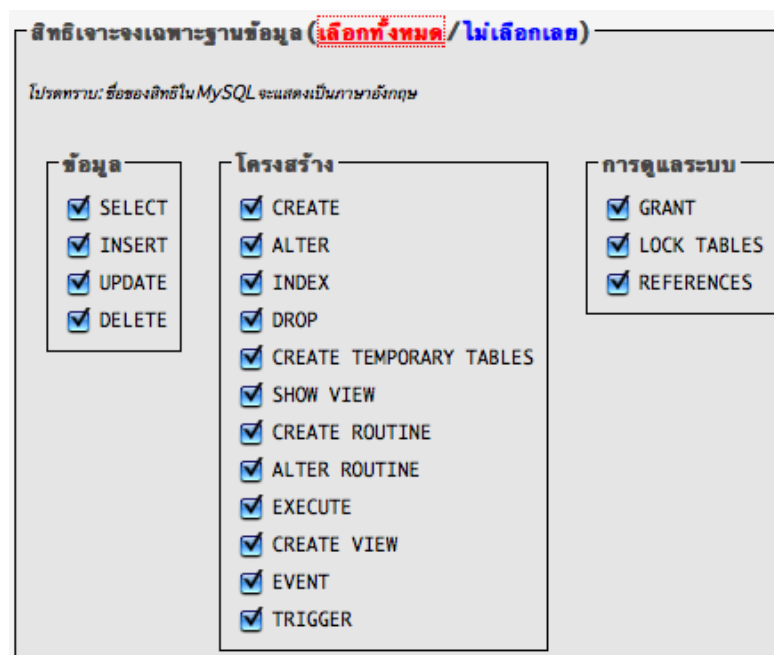 สิทธิเจาะจงเฉพาะฐานข้อมูล (เลือกทั้งหมด/ไม่เลือกเลย)
โปรดทราบ: ชื่อของสิทธิใน MySQL จะแสดงเป็นภาษาอังกฤษ
ข้อมูล
SELECT
INSERT
UPDATE
DELETE
โครงสร้าง
CREATE
ALTER
INDEX
DROP
CREATE TEMPORARY TABLES
SHOW VIEW
CREATE ROUTINE
ALTER ROUTINE
EXECUTE
CREATE VIEW
EVENT
TRIGGER
การดูแลระบบ
GRANT
LOCK TABLES
REFERENCES